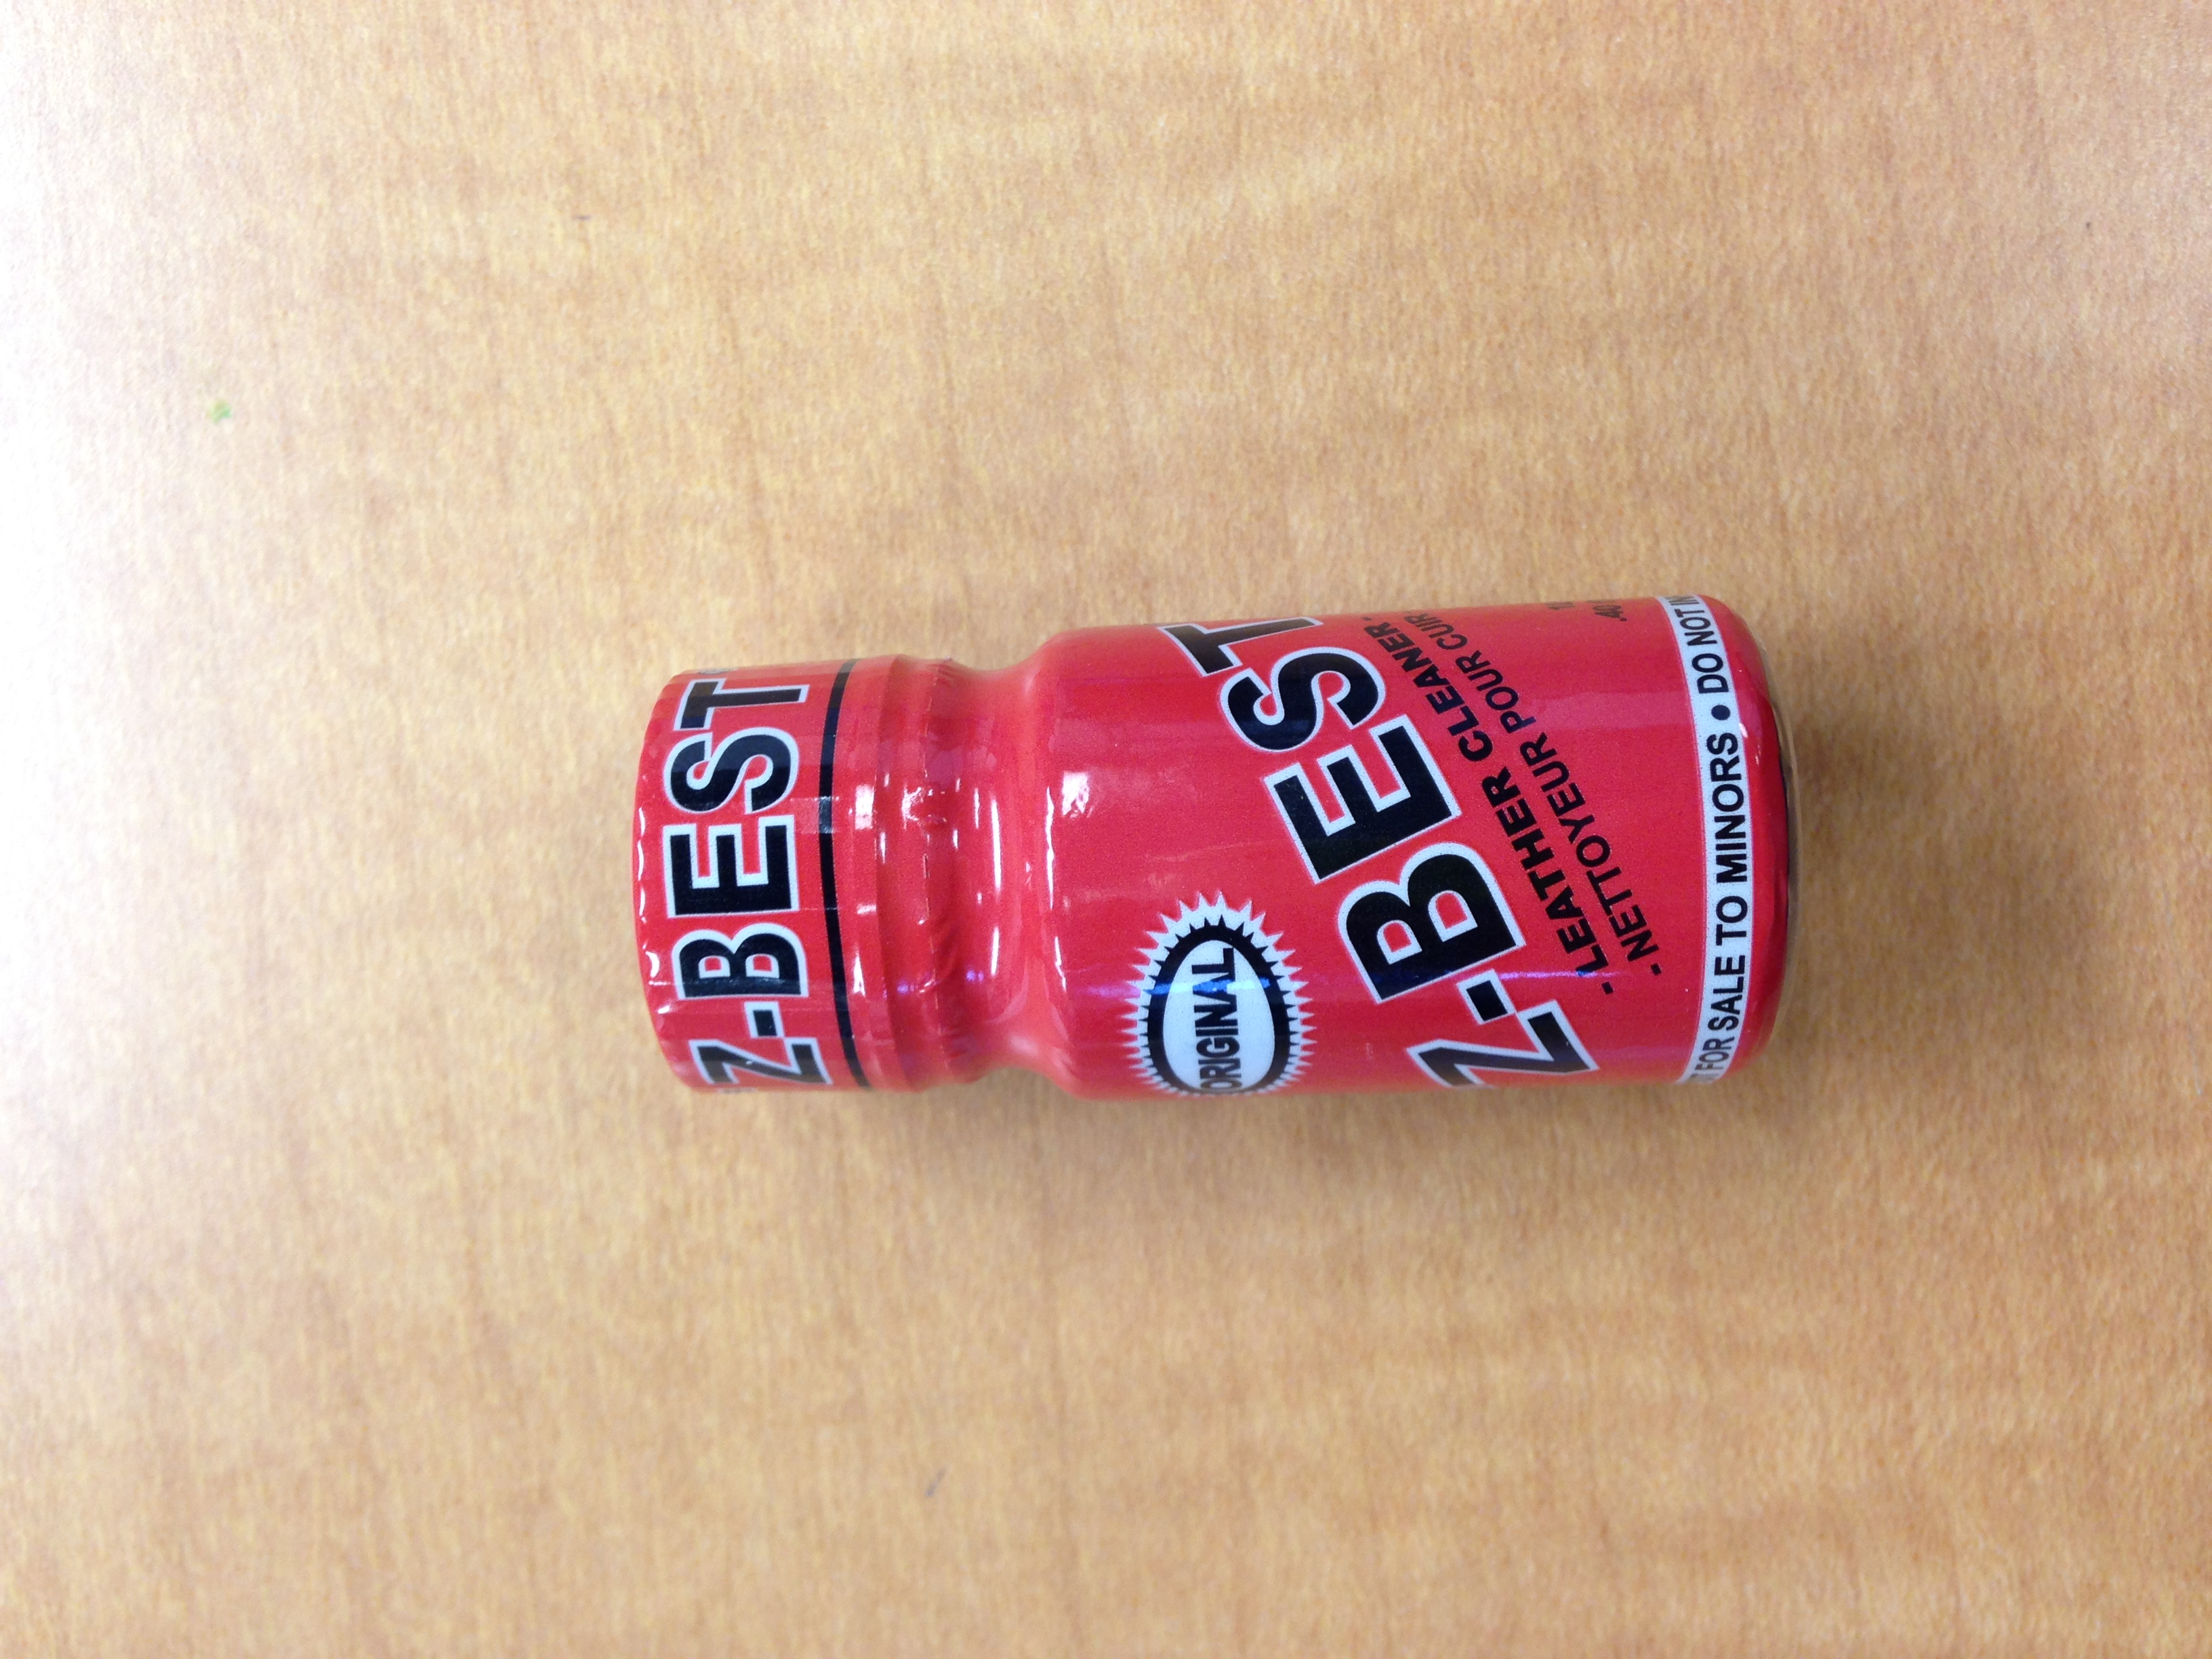 Z-BEST
ORIGINAL
Z-BEST
- LEATHER CLEANER -
- NETTOYEUR POUR CUIR
FOR SALE TO MINORS • DO NOT